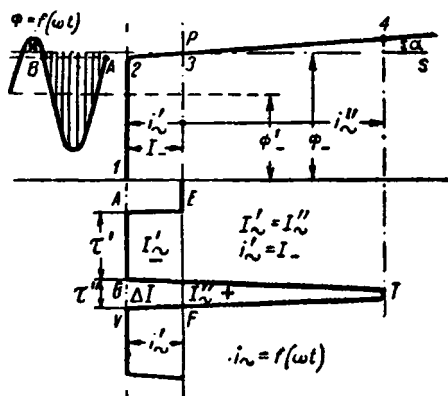 Φ = f(ωt)
B A 2 P 3 4 α S
i'~ i''~
I_
Φ'_ Φ_
1
A E
τ' I'~ I'~ = I''~
i'~ = I_
τ'' G ΔI I''~ + T
V F
i'~ i~ = f(ωt)